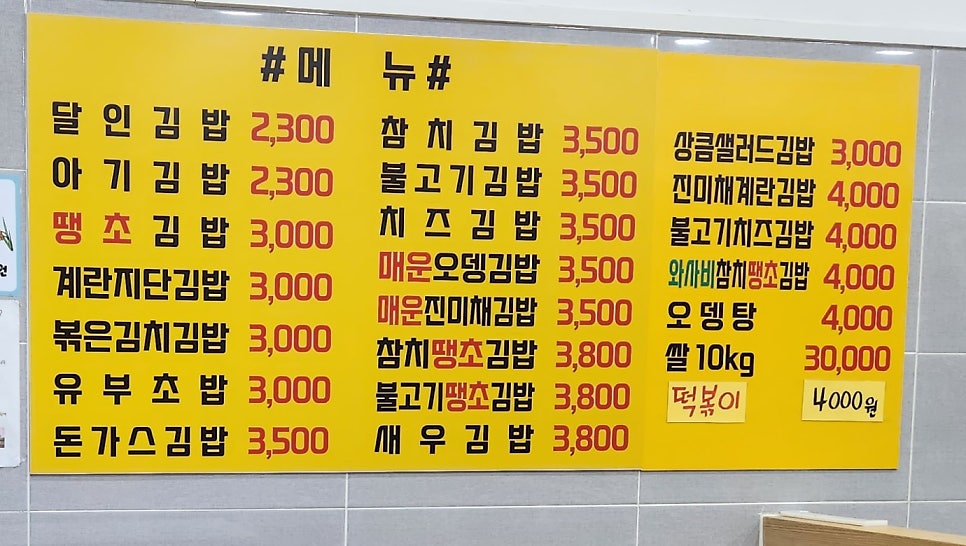 #메 뉴#
달인김밥 2,300
아기김밥 2,300
땡초김밥 3,000
계란지단김밥 3,000
볶은김치김밥 3,000
유부초밥 3,000
돈가스김밥 3,500
참치김밥 3,500
불고기김밥 3,500
치즈김밥 3,500
매운오뎅김밥 3,500
매운진미채김밥 3,500
참치땡초김밥 3,800
불고기땡초김밥 3,800
새우김밥 3,800
상큼샐러드김밥 3,000
진미채계란김밥 4,000
불고기치즈김밥 4,000
와사비참치땡초김밥 4,000
오뎅탕 4,000
쌀 10kg 30,000
떡볶이 4000원
원